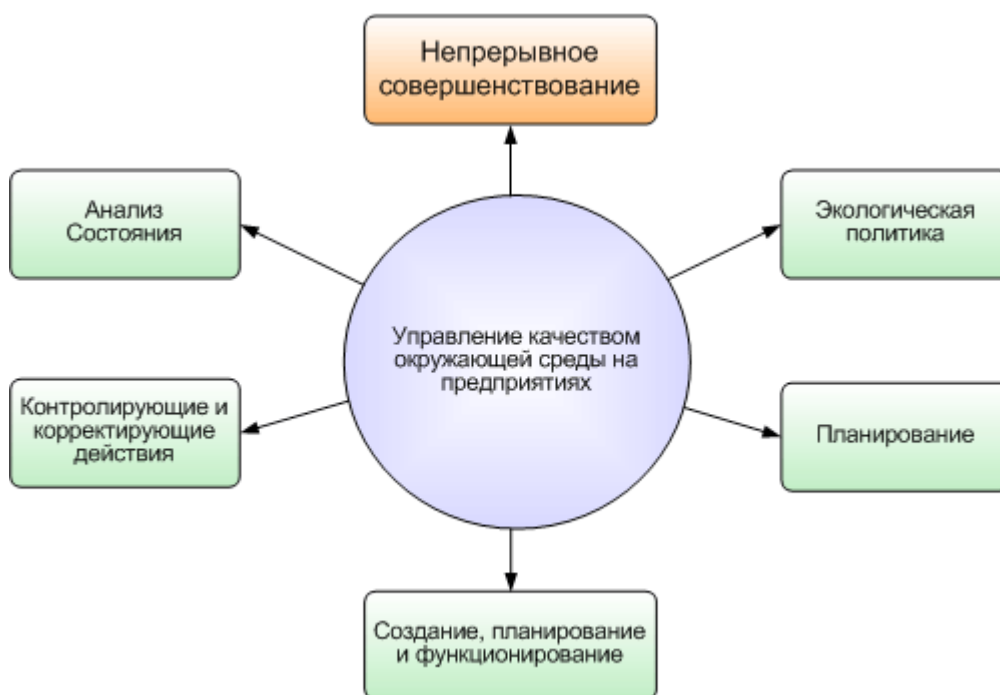 Непрерывное
совершенствование
Анализ
Состояния
Экологическая
политика
Управление качеством
окружающей среды на
предприятиях
Контролирующие и
корректирующие
действия
Планирование
Создание, планирование
и функционирование